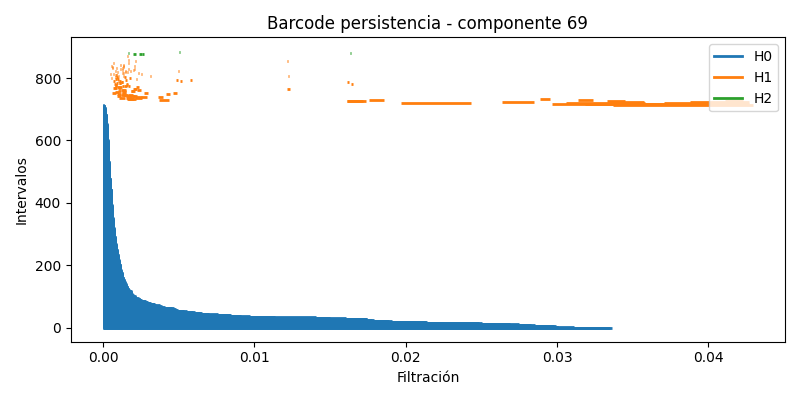 Barcode persistencia - componente 69
Intervalos
800
600
400
200
0
H0
H1
H2
0.00
0.01
0.02
0.03
0.04
Filtración